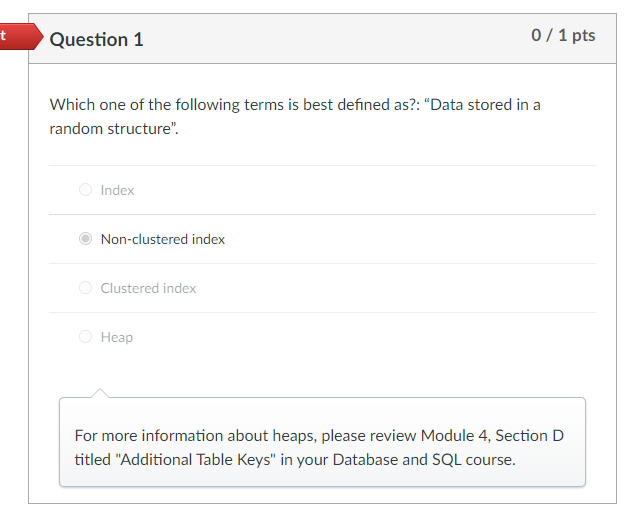 t
Question 1
0 / 1 pts
Which one of the following terms is best defined as?: “Data stored in a
random structure”.
Index
Non-clustered index
Clustered index
Heap
For more information about heaps, please review Module 4, Section D
titled "Additional Table Keys" in your Database and SQL course.